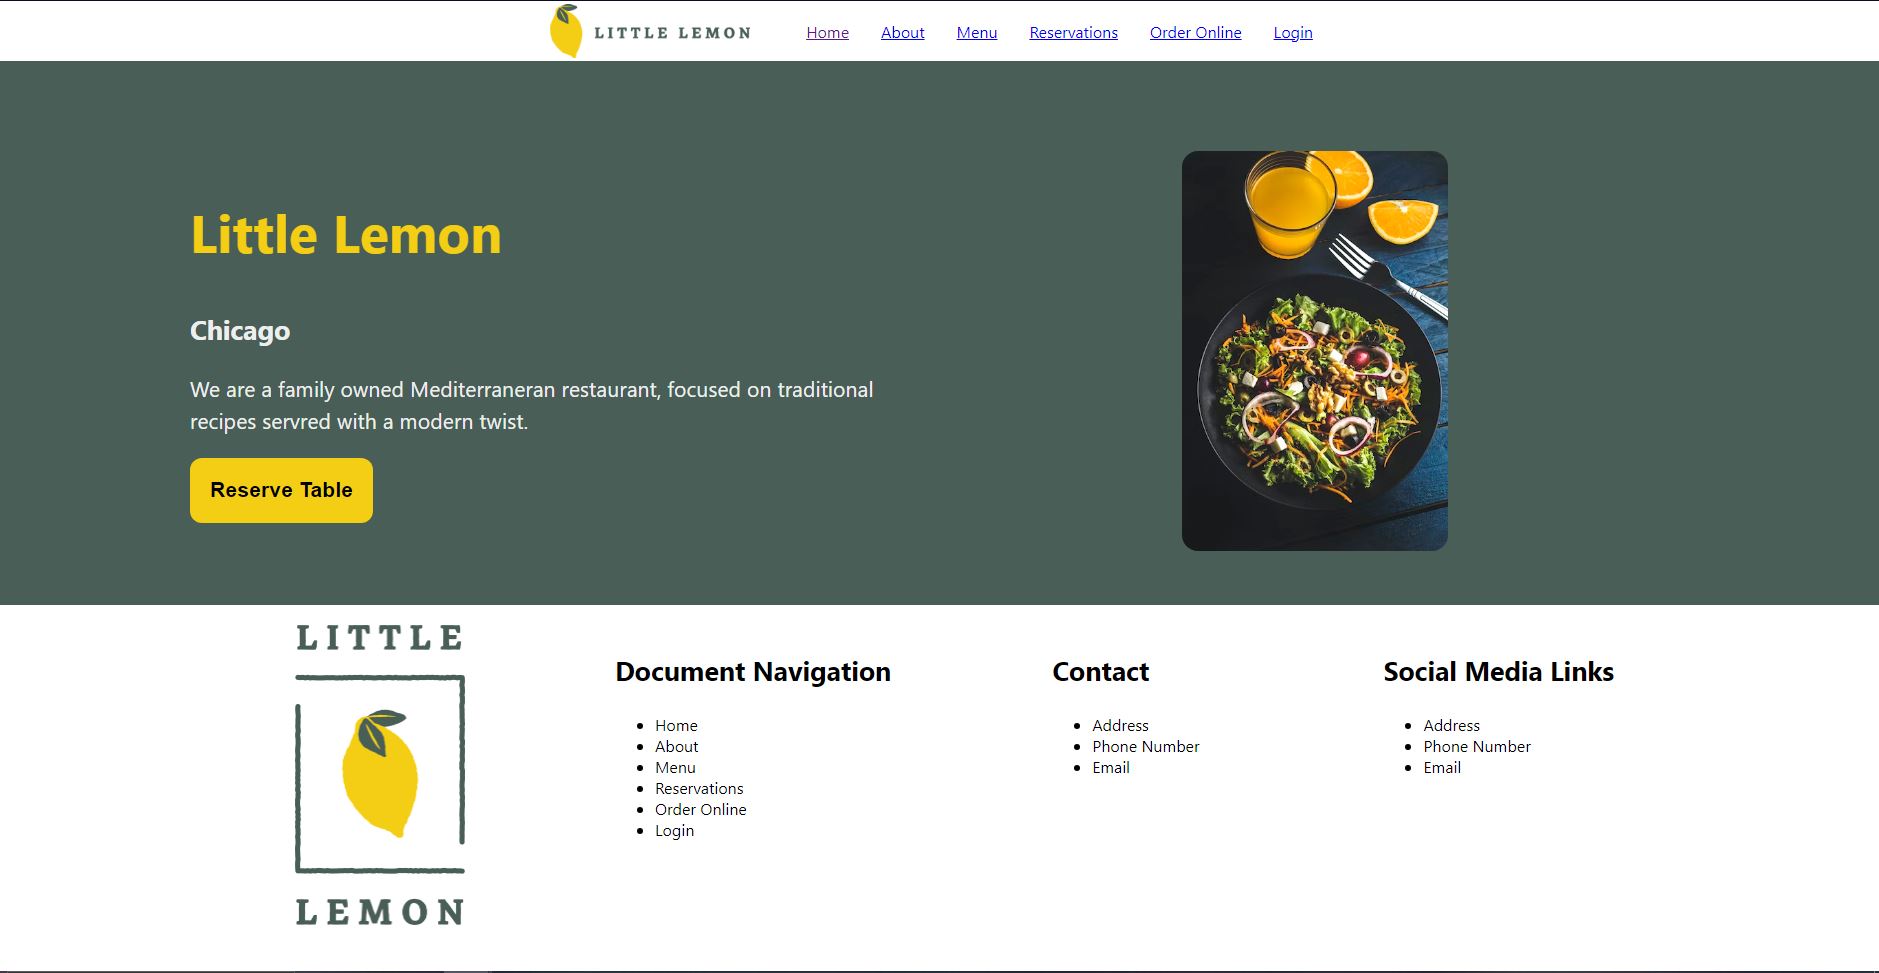 LITTLE LEMON
Home About Menu Reservations Order Online Login
Little Lemon
Chicago
We are a family owned Mediterraneran restaurant, focused on traditional
recipes servred with a modern twist.
Reserve Table
LITTLE
LEMON
Document Navigation
Home
About
Menu
Reservations
Order Online
Login
Contact
Address
Phone Number
Email
Social Media Links
Address
Phone Number
Email